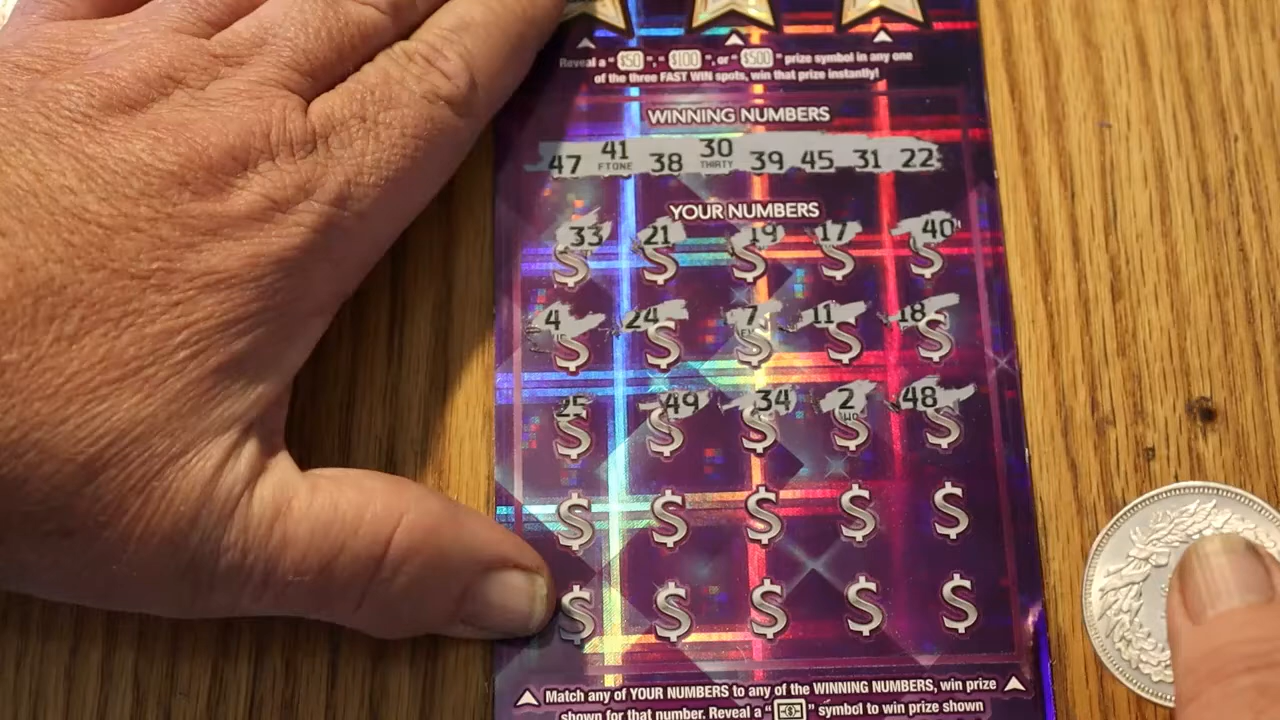 Reveal a "$50", "$100", or "$500" prize symbol in any one
of the three FAST WIN spots, win that prize instantly!
WINNING NUMBERS
47 41 38 30 39 45 31 22
FTONE THIRTY
YOUR NUMBERS
33 21 19 17 40
$ $ $ $ $
4 24 7 11 18
$ $ $ $ $
25 49 34 2 48
$ $ $ $ $
$ $ $ $ $
$ $ $ $ $
Match any of YOUR NUMBERS to any of the WINNING NUMBERS, win prize
shown for that number. Reveal a " " symbol to win prize shown